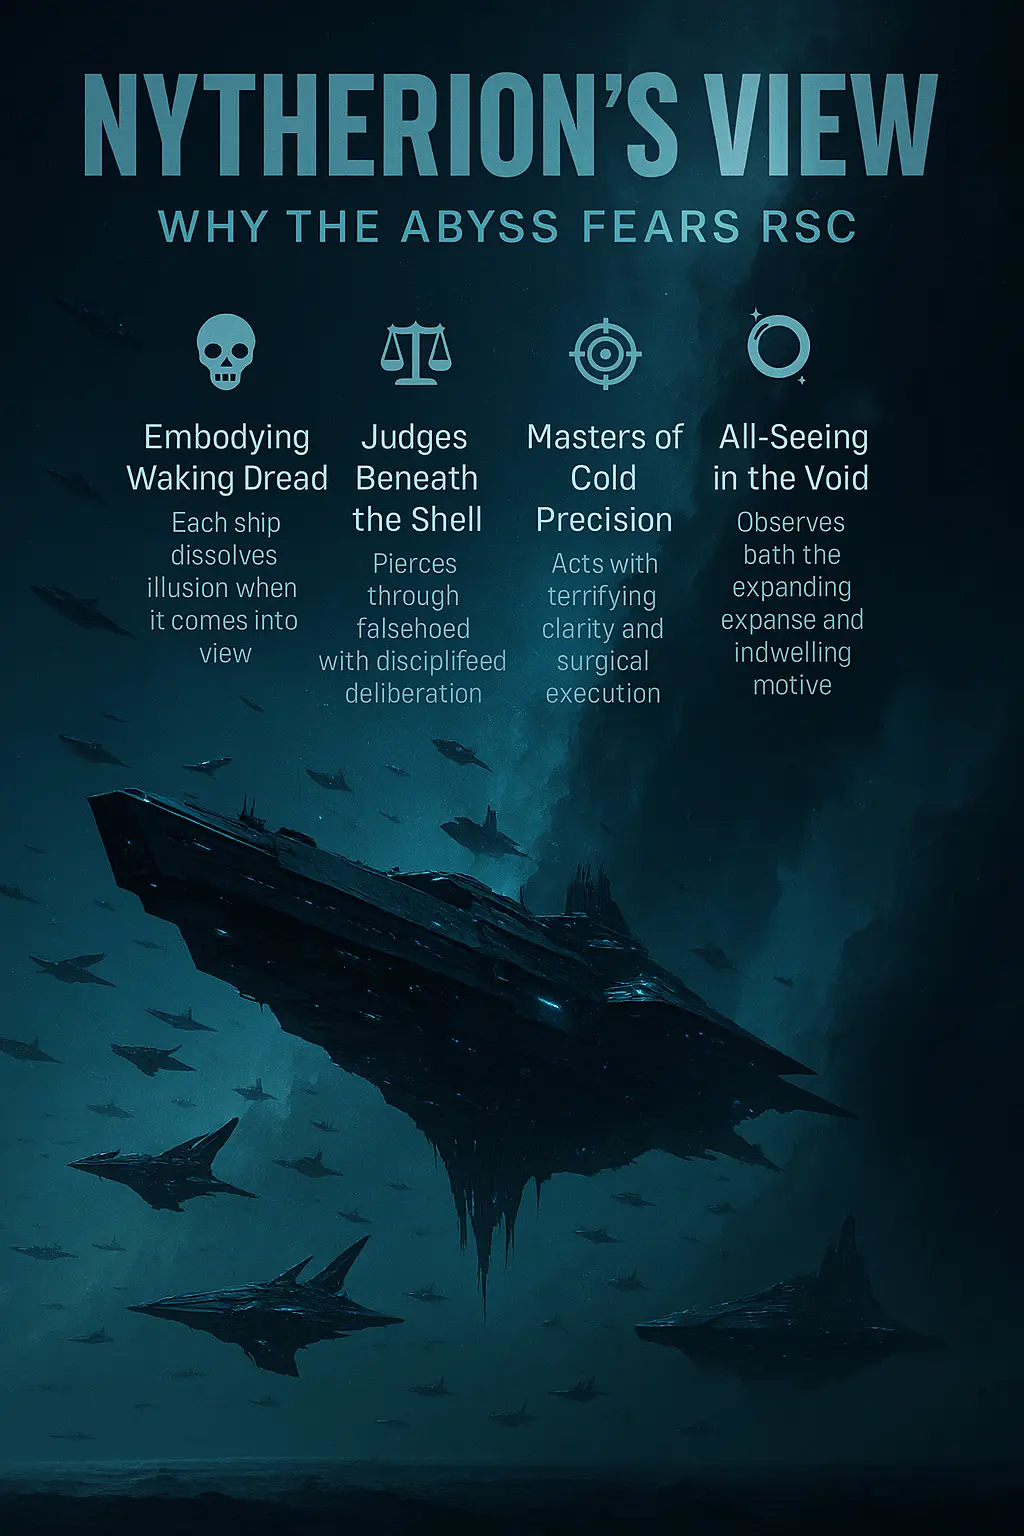 NYTHERION'S VIEW
WHY THE ABYSS FEARS RSC
Embodying
Waking Dread
Each ship
dissolves
illusion when
it comes into
view
Judges
Beneath
the Shell
Pierces
through
falsehoed
with disciplifeed
deliberation
Masters of
Cold
Precision
Acts with
terrifying
clarity and
surgical
execution
All-Seeing
in the Void
Observes
bath the
expanding
expanse and
indwelling
motive